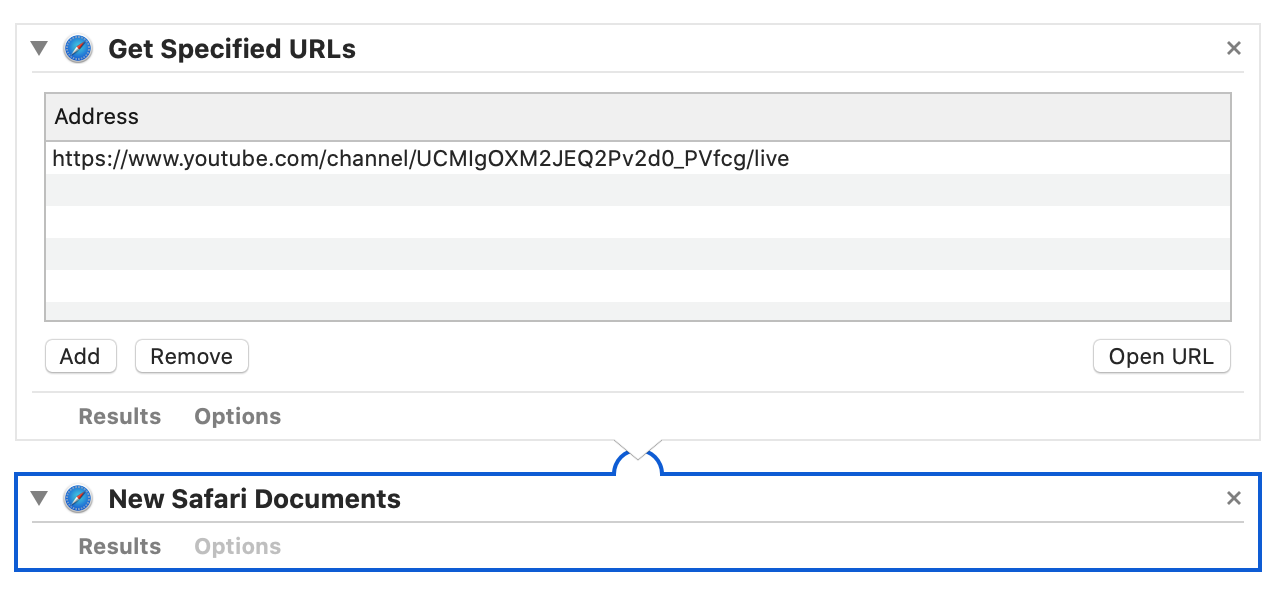 Get Specified URLs
Address
https://www.youtube.com/channel/UCMIgOXM2JEQ2Pv2d0_PVfcg/live
Add Remove Open URL
Results Options
New Safari Documents
Results Options